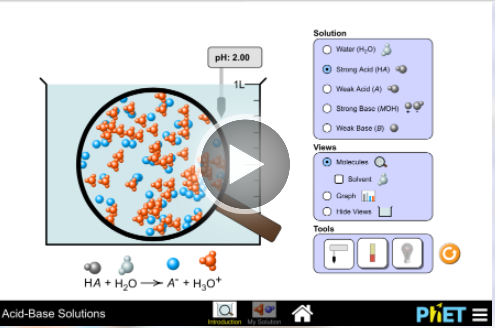 Solution
Water (H₂O)
Strong Acid (HA)
Weak Acid (A)
Strong Base (MOH)
Weak Base (B)
pH: 2.00
1L
Views
Molecules
Solvent
Graph
Hide Views
Tools
HA + H₂O → A⁻ + H₃O⁺
Acid-Base Solutions
Introduction
My Solution
PhET